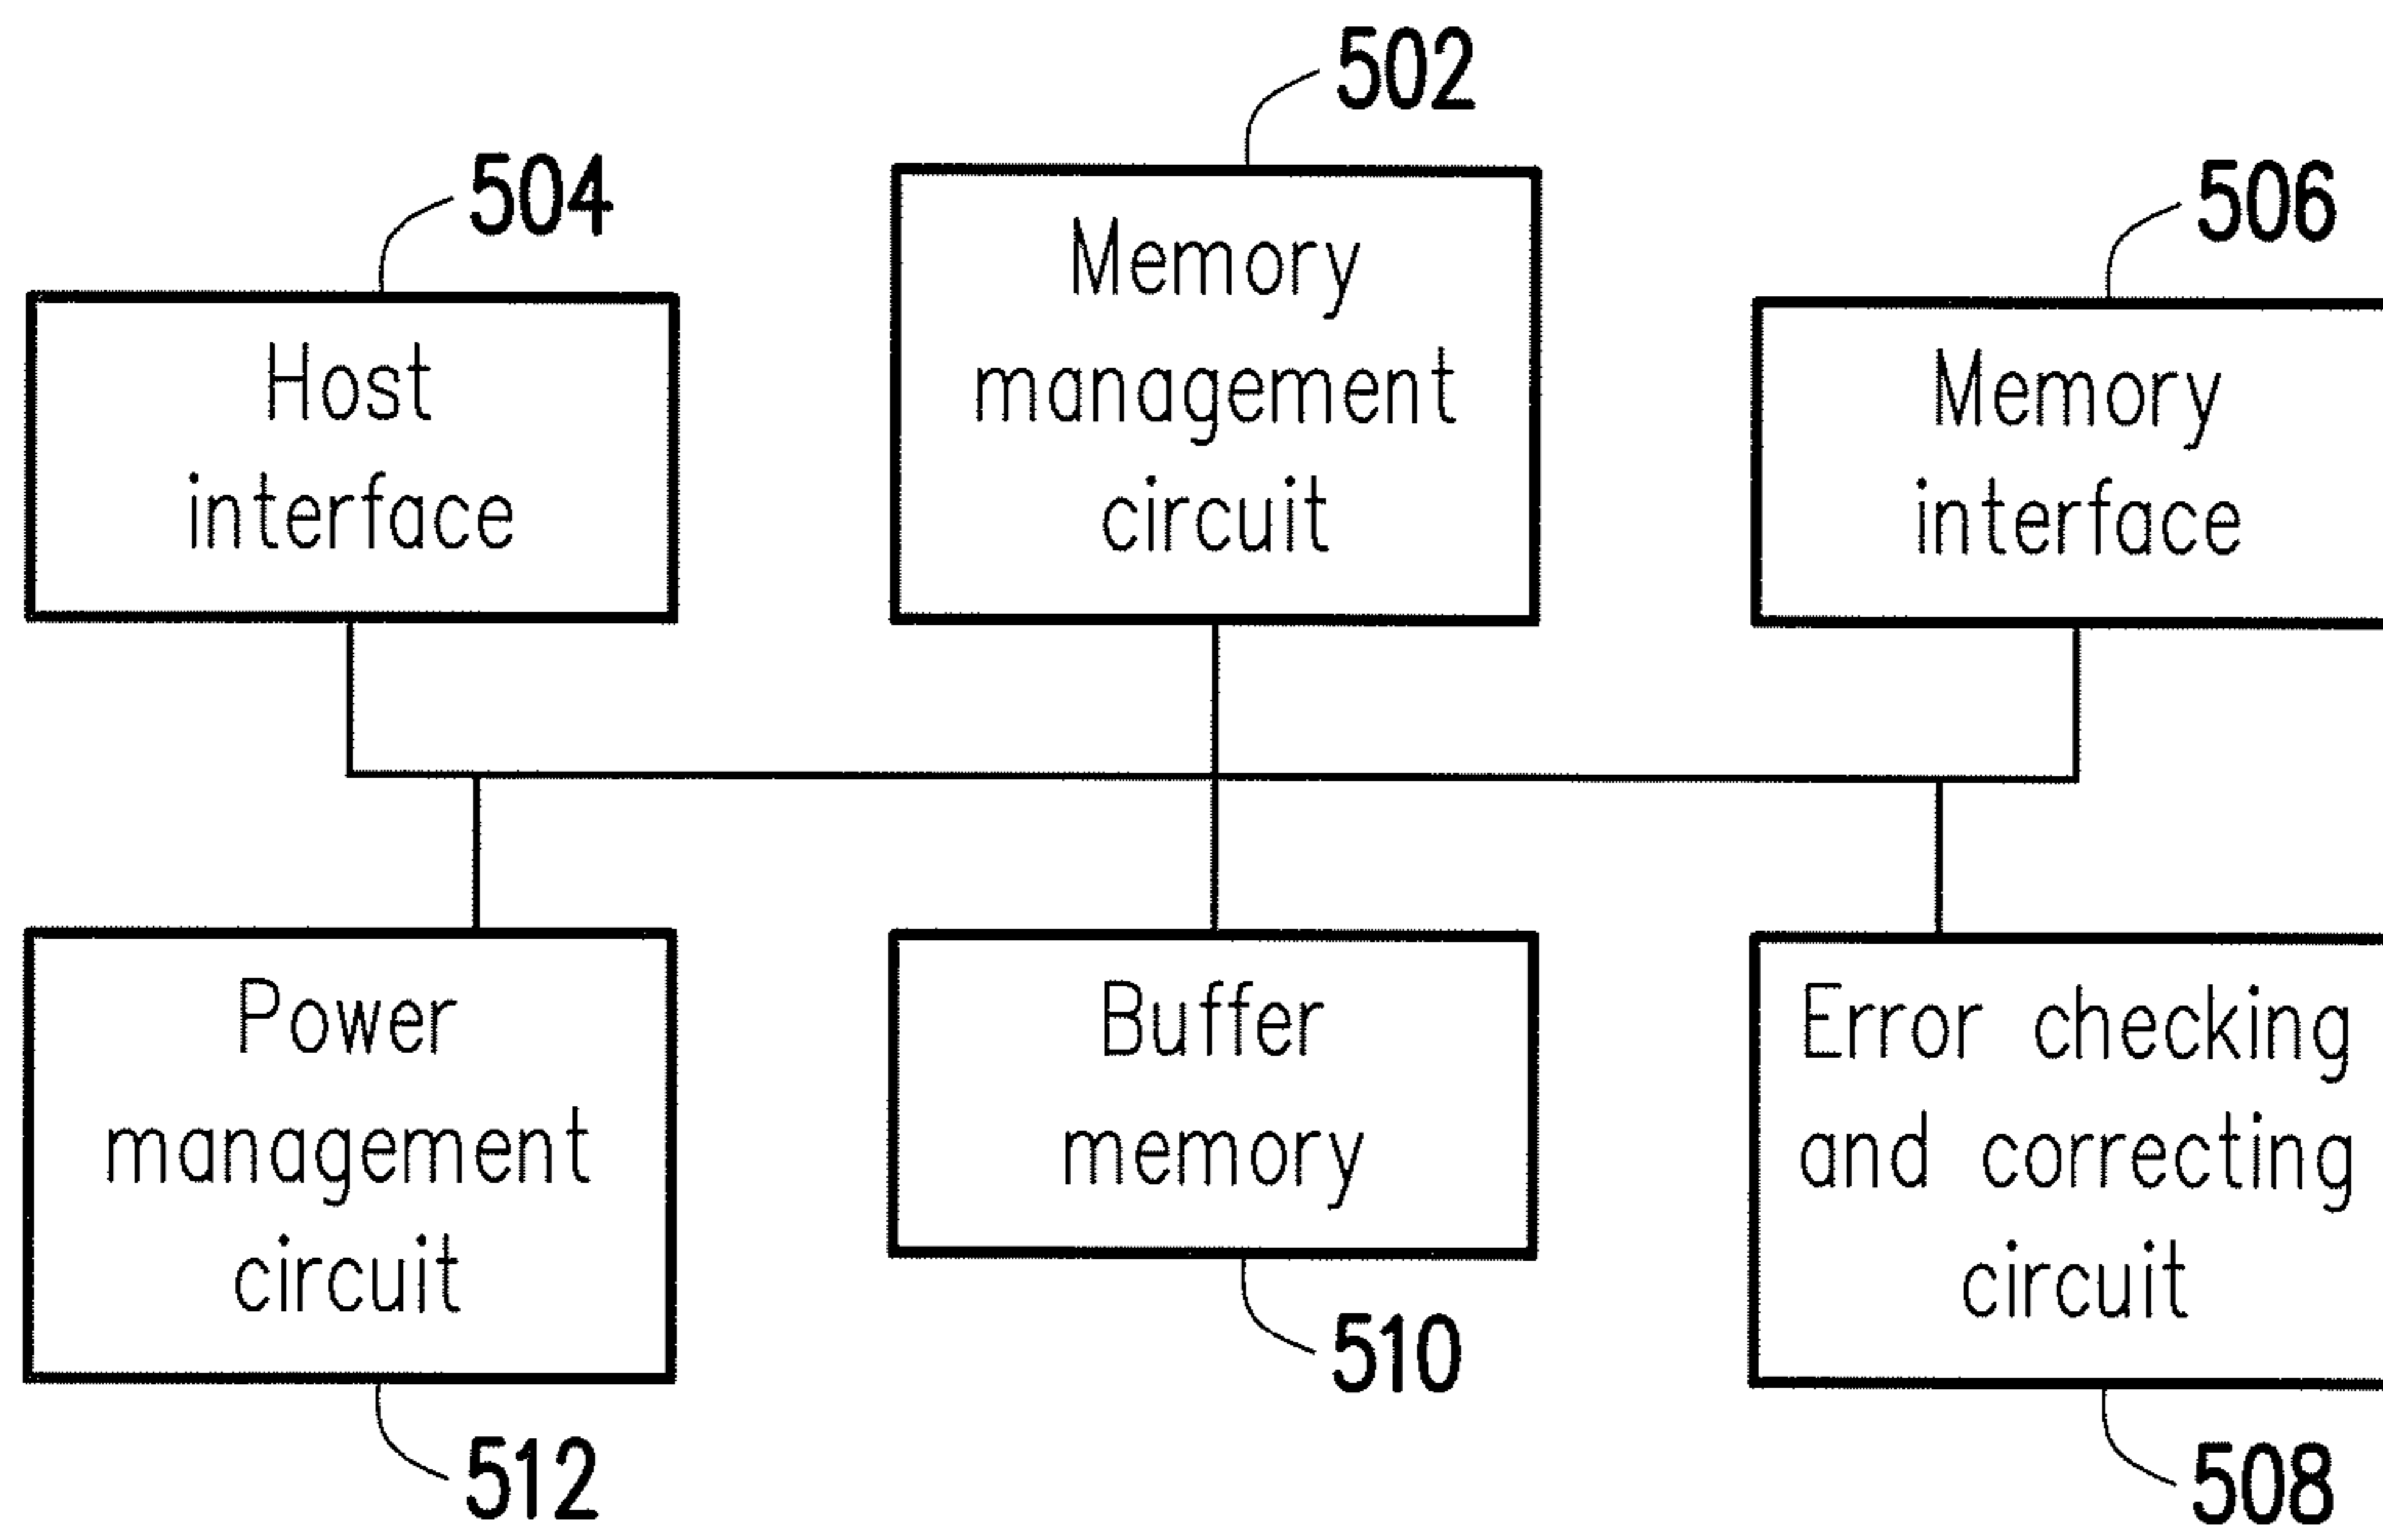 502
504
506
Memory
management
circuit
Host
interface
Memory
interface
Power
management
circuit
Buffer
memory
Error checking
and correcting
circuit
510
512
508